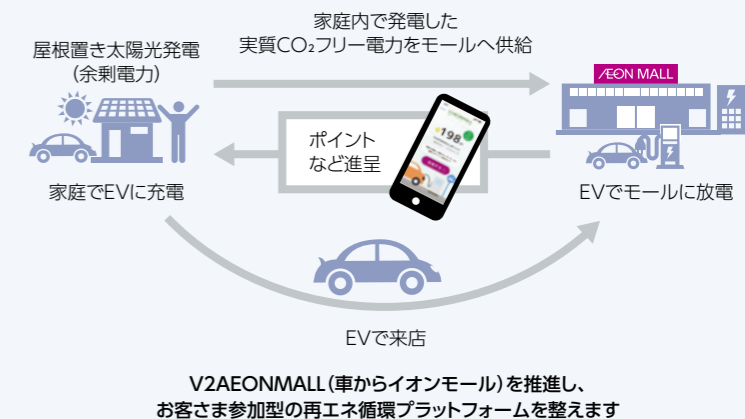 家庭内で発電した
実質CO₂フリー電力をモールへ供給
屋根置き太陽光発電
(余剰電力)
ÆON MALL
ポイント
など進呈
198
家庭でEVに充電
EVでモールに放電
EVで来店
V2AEONMALL(車からイオンモール)を推進し、
お客さま参加型の再エネ循環プラットフォームを整えます